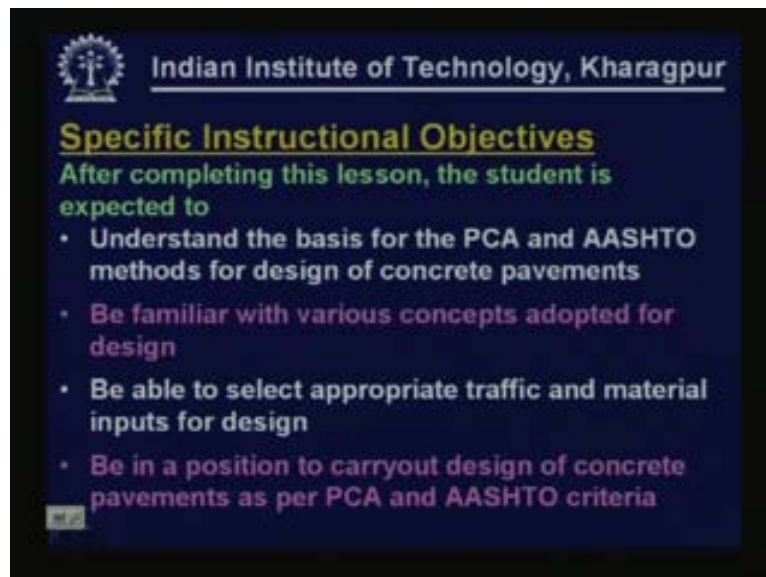 Indian Institute of Technology, Kharagpur
Specific Instructional Objectives
After completing this lesson, the student is
expected to
• Understand the basis for the PCA and AASHTO
methods for design of concrete pavements
• Be familiar with various concepts adopted for
design
• Be able to select appropriate traffic and material
inputs for design
• Be in a position to carryout design of concrete
pavements as per PCA and AASHTO criteria